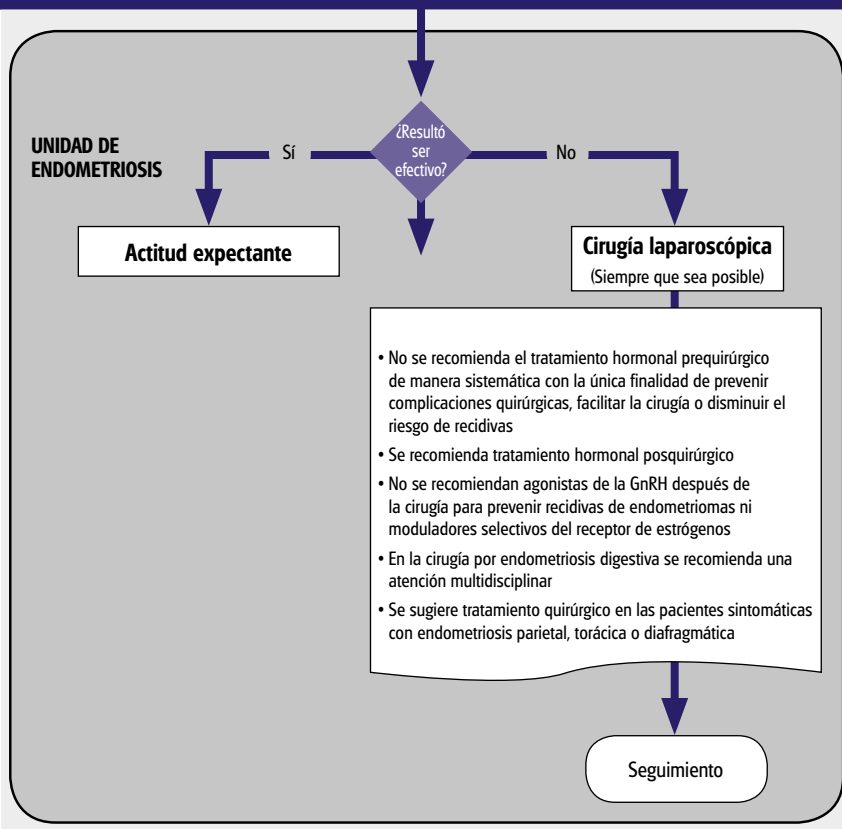 UNIDAD DE
ENDOMETRIOSIS
¿Resultó
ser
efectivo?
Sí
No
Actitud expectante
Cirugía laparoscópica
(Siempre que sea posible)
• No se recomienda el tratamiento hormonal prequirúrgico
de manera sistemática con la única finalidad de prevenir
complicaciones quirúrgicas, facilitar la cirugía o disminuir el
riesgo de recidivas
• Se recomienda tratamiento hormonal posquirúrgico
• No se recomiendan agonistas de la GnRH después de
la cirugía para prevenir recidivas de endometriomas ni
moduladores selectivos del receptor de estrógenos
• En la cirugía por endometriosis digestiva se recomienda una
atención multidisciplinar
• Se sugiere tratamiento quirúrgico en las pacientes sintomáticas
con endometriosis parietal, torácica o diafragmática
Seguimiento